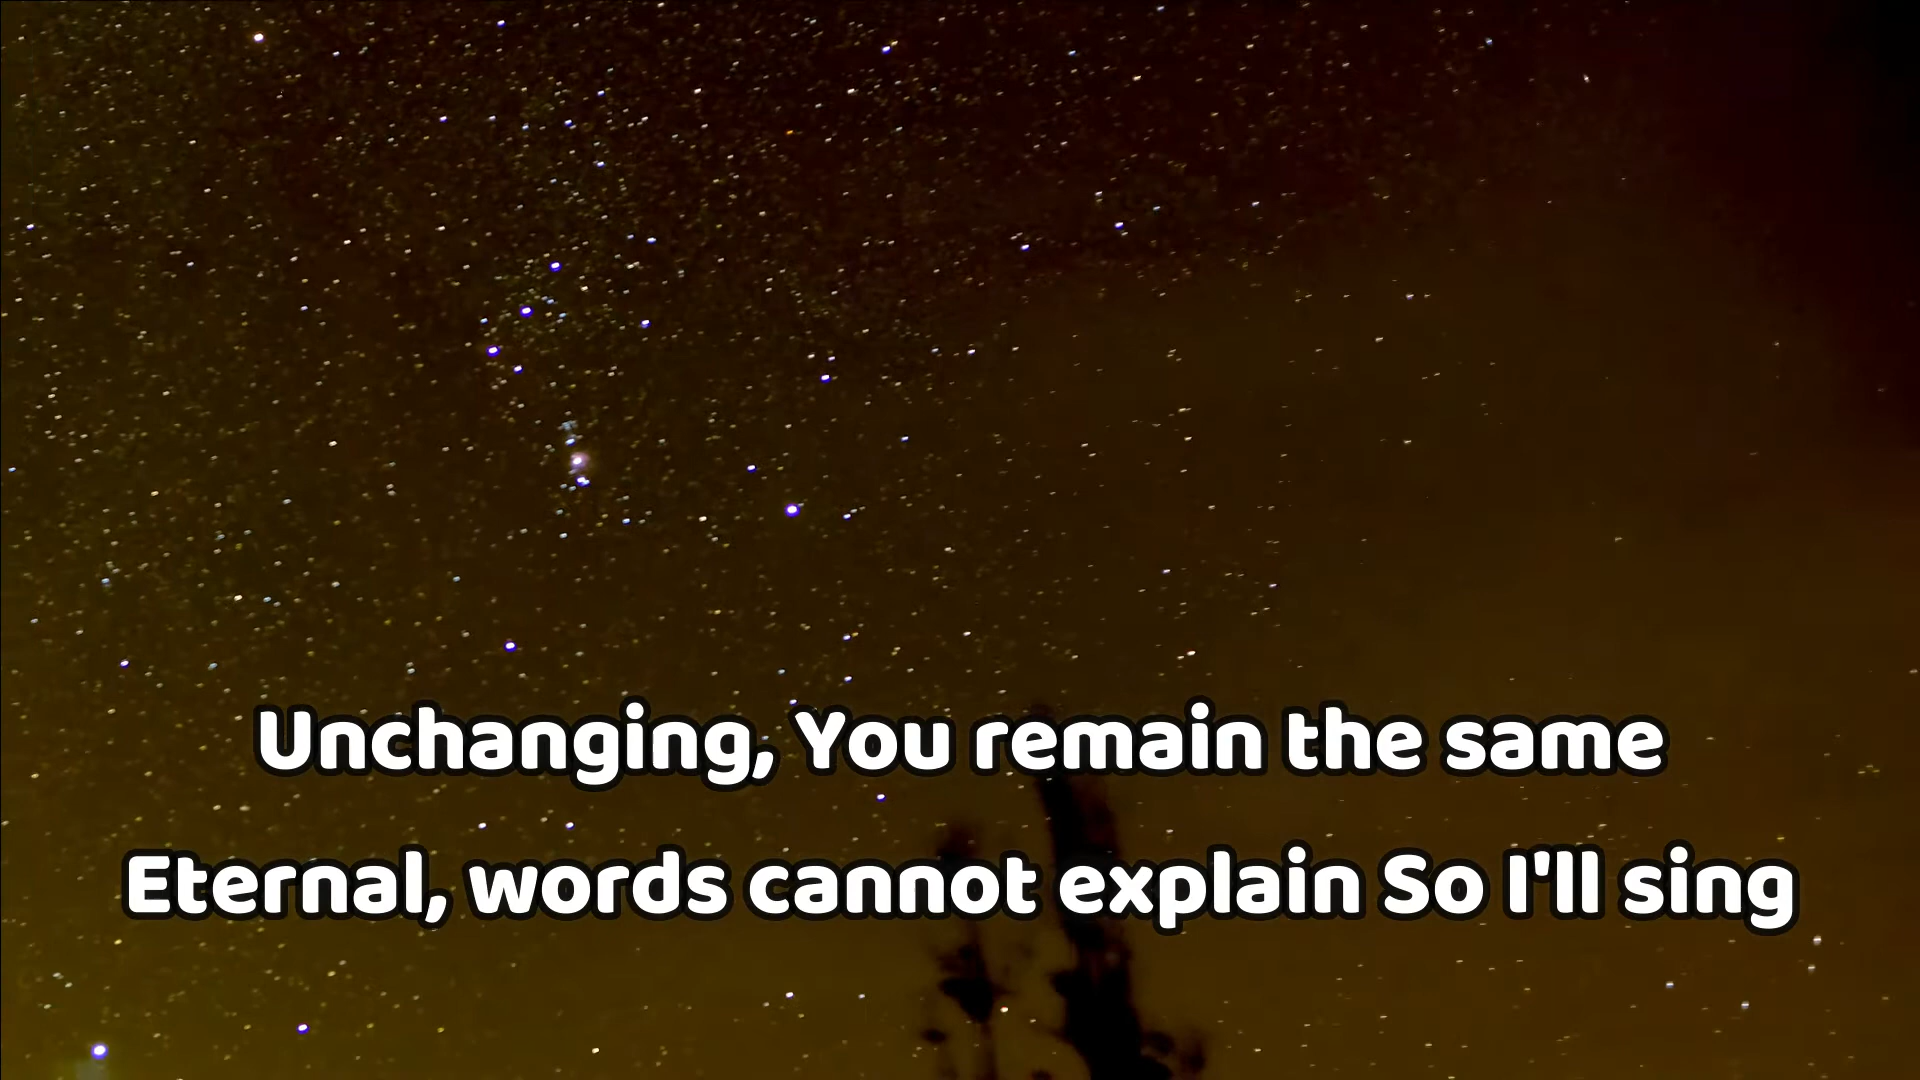 Unchanging, You remain the same
Eternal, words cannot explain So I'll sing